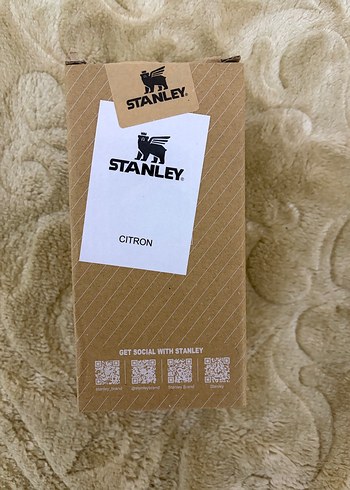 STANLEY.
STANLEY.
CITRON
GET SOCIAL WITH STANLEY